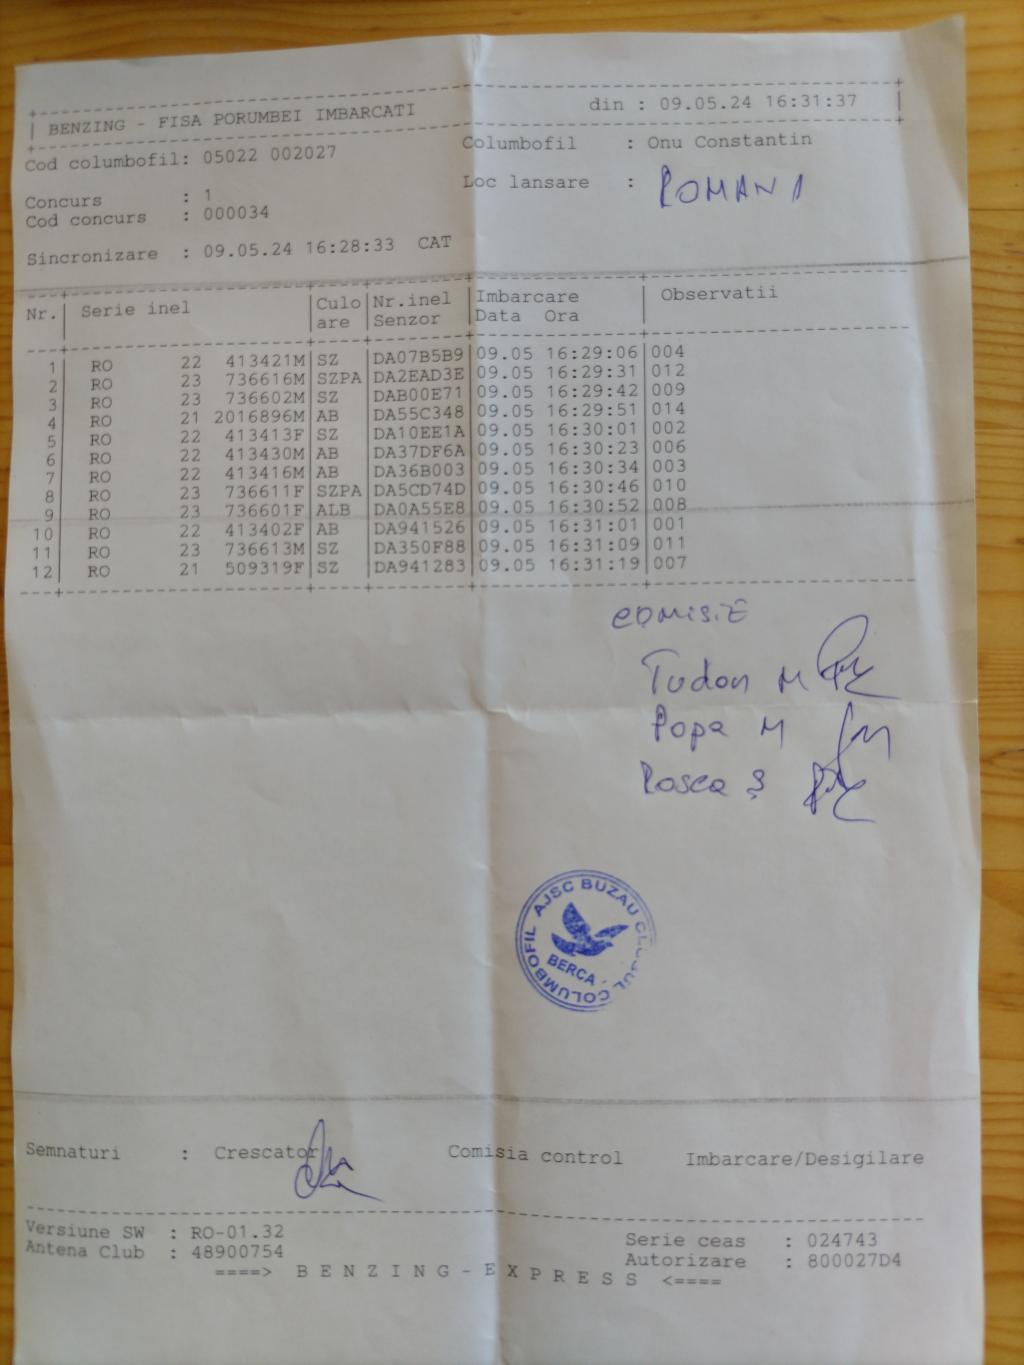 BENZING - FISA PORUMBEI IMBARCATI din : 09.05.24 16:31:37
Cod columbofil: 05022 002027 Columbofil : Onu Constantin
Loc lansare : ROMANI
Concurs : 1
Cod concurs : 000034
Sincronizare : 09.05.24 16:28:33 CAT
Nr. Serie inel Culo Nr.inel Imbarcare Observatii
are Senzor Data Ora
1 RO 22 413421M SZ DA07B5B9 09.05 16:29:06 004
2 RO 23 736616M SZPA DA2EAD3E 09.05 16:29:31 012
3 RO 23 736602M SZ DAB00E71 09.05 16:29:42 009
4 RO 21 2016896M AB DA55C348 09.05 16:29:51 014
5 RO 22 413413F SZ DA10EE1A 09.05 16:30:01 002
6 RO 22 413430M AB DA37DF6A 09.05 16:30:23 006
7 RO 22 413416M AB DA36B003 09.05 16:30:34 003
8 RO 23 736611F SZPA DA5CD74D 09.05 16:30:46 010
9 RO 23 736601F ALB DA0A55E8 09.05 16:30:52 008
10 RO 22 413402F AB DA941526 09.05 16:31:01 001
11 RO 23 736613M SZ DA350F88 09.05 16:31:09 011
12 RO 21 509319F SZ DA941283 09.05 16:31:19 007
COMISIE
Tudon M
Popa M
Rosca Ș
AJSC BUZAU CLUBUL COLUMBOFIL
BERCA
Semnaturi : Crescator Comisia control Imbarcare/Desigilare
Versiune SW : RO-01.32 Serie ceas : 024743
Antena Club : 48900754 Autorizare : 800027D4
====> B E N Z I N G - E X P R E S S <====